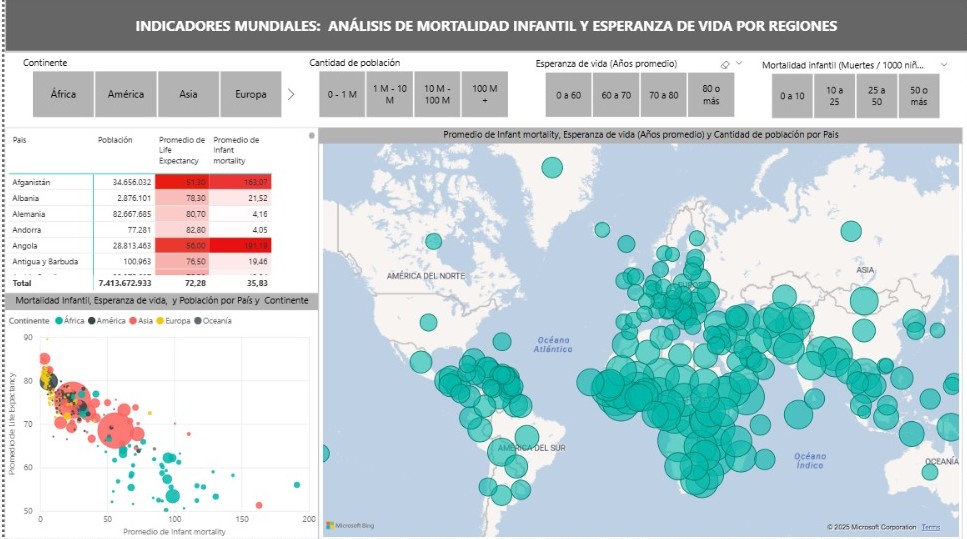 INDICADORES MUNDIALES: ANÁLISIS DE MORTALIDAD INFANTIL Y ESPERANZA DE VIDA POR REGIONES
Continente
África América Asia Europa
Cantidad de población
0 - 1 M
1 M - 10 M
10 M - 100 M
100 M +
Esperanza de vida (Años promedio)
0 a 60
60 a 70
70 a 80
80 o más
Mortalidad infantil (Muertes / 1000 niñ...
0 a 10
10 a 25
25 a 50
50 o más
País Población Promedio de Life Expectancy Promedio de Infant mortality
Afganistán 34.656.032 51,30 163,07
Albania 2.876.101 78,30 21,52
Alemania 82.667.685 80,70 4,16
Andorra 77.281 82,80 4,05
Angola 28.813.463 56,00 191,19
Antigua y Barbuda 100.963 76,50 19,46
Total 7.413.672.933 72,28 35,83
Promedio de Infant mortality, Esperanza de vida (Años promedio) y Cantidad de población por País
AMÉRICA DEL NORTE
ASIA
Océano
Atlántico
AMÉRICA DEL SUR
Océano
Índico
OCEANÍA
Microsoft Bing
© 2025 Microsoft Corporation Terms
Mortalidad Infantil, Esperanza de vida, y Población por País y Continente
Continente África América Asia Europa Oceanía
Promedio de Life Expectancy
90
80
70
60
50
0 50 100 150 200
Promedio de Infant mortality